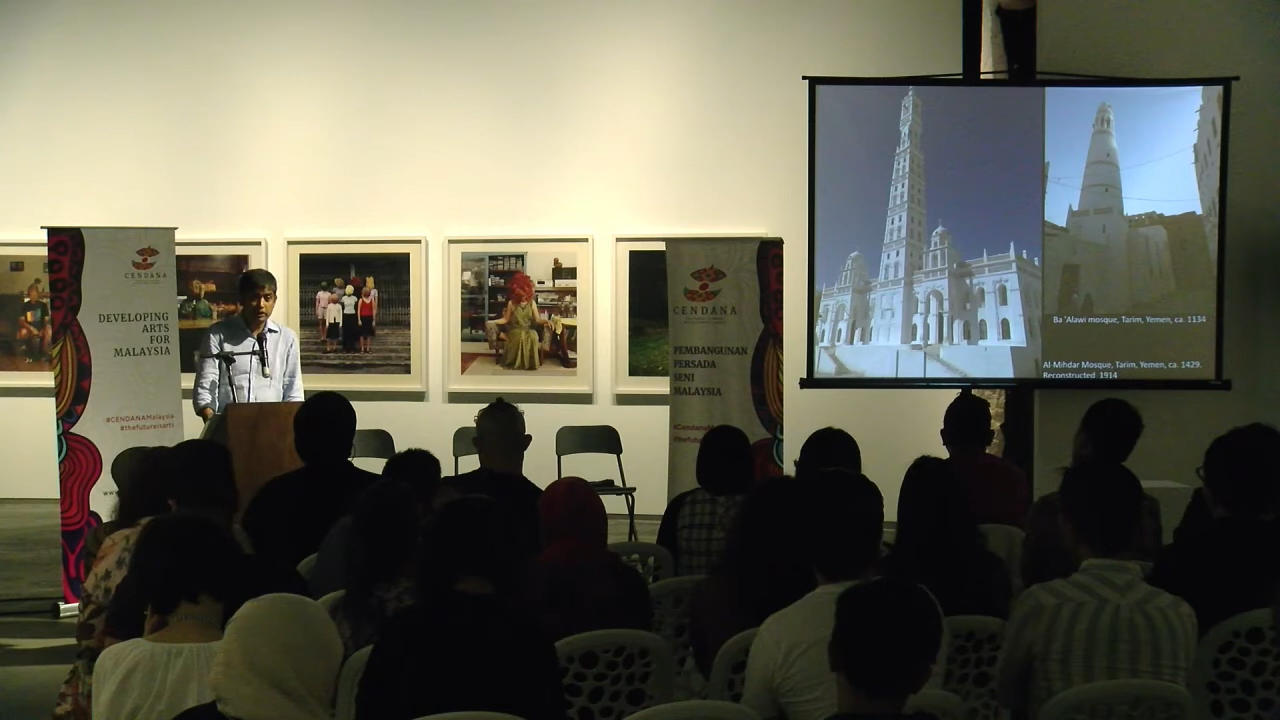 CENDANA
DEVELOPING
ARTS
FOR
MALAYSIA
#CENDANAMalaysia
#thefutureisarts
CENDANA
PEMBANGUNAN
PERSADA
SENI
MALAYSIA
Ba 'Alawi mosque, Tarim, Yemen, ca. 1134
Al-Mihdar Mosque, Tarim, Yemen, ca. 1429.
Reconstructed 1914